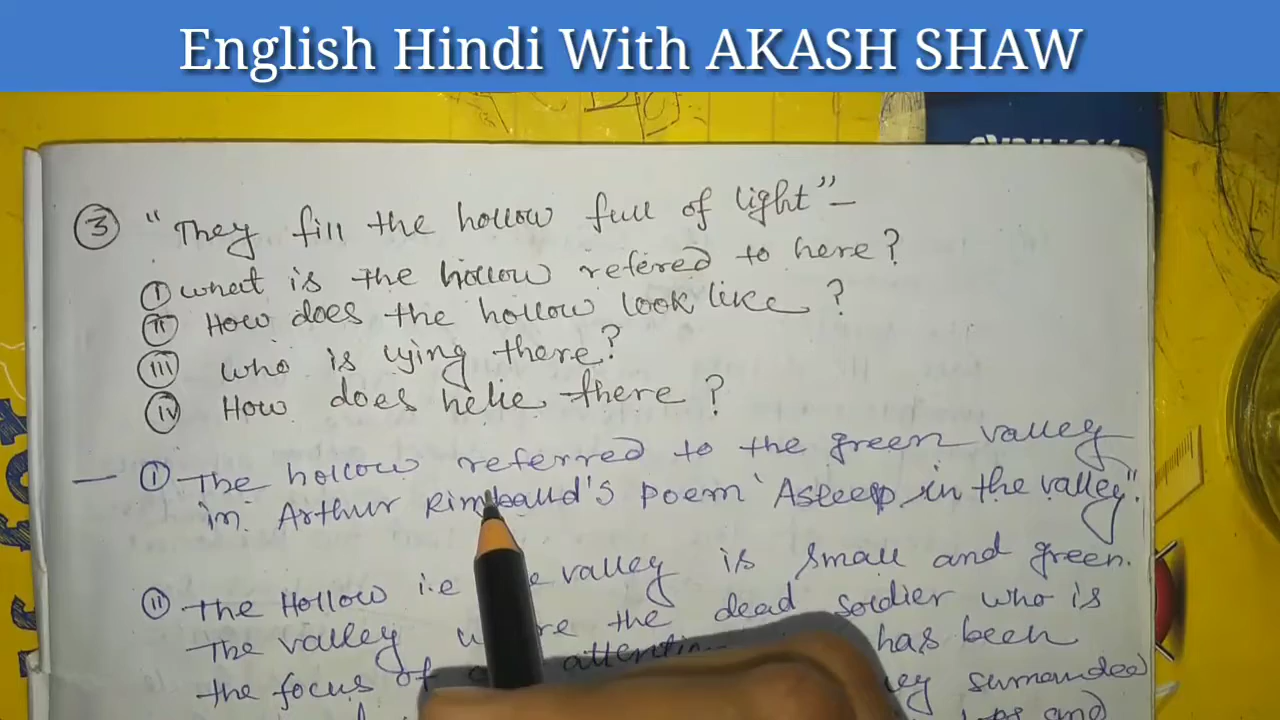 English Hindi With AKASH SHAW
③ "They fill the hollow full of light"—
ⓘ what is the hollow refered to here?
ⓘⓘ How does the hollow look like?
ⓘⓘⓘ who is lying there?
ⓘⓥ How does he lie there?
— ⓘ The hollow referred to the green valley
in Arthur Rimbaud's poem 'Asleep in the valley".
ⓘⓘ The Hollow i.e valley is small and green.
The valley the dead soldier who is
the focus of has been
surrounded
and